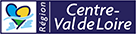 Région
Centre-
Val de Loire